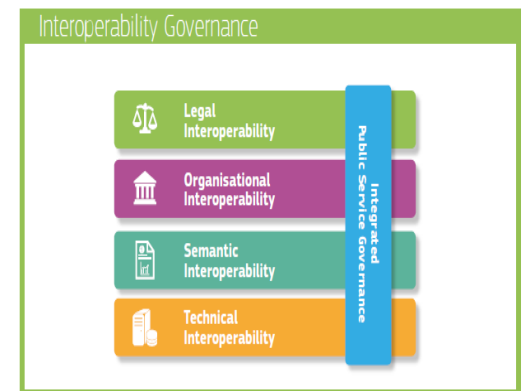 Interoperability Governance
Legal
Interoperability
Organisational
Interoperability
Semantic
Interoperability
Technical
Interoperability
Integrated
Public Service Governance